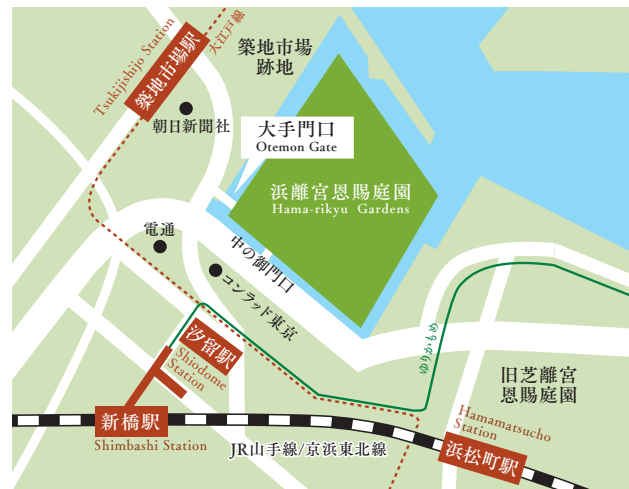 大江戸線
Tsukijishijo Station
築地市場駅
築地市場
跡地
朝日新聞社
大手門口
Otemon Gate
浜離宮恩賜庭園
Hama-rikyu Gardens
電通
中の御門口
コンラッド東京
汐留駅
Shiodome
Station
ゆりかもめ
旧芝離宮
恩賜庭園
新橋駅
Shimbashi Station
JR山手線/京浜東北線
Hamamatsucho
Station
浜松町駅